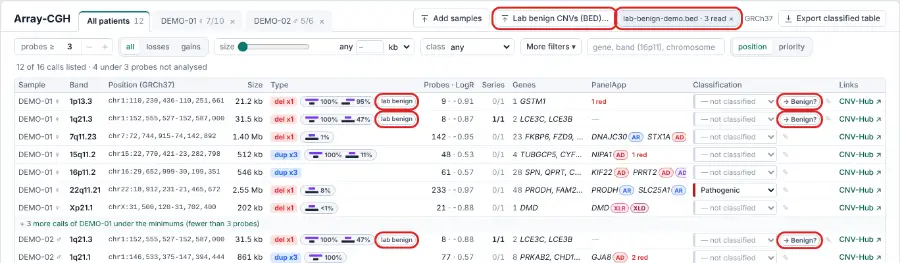 Array-CGH
All patients 12
DEMO-01 ♀ 7/10 ×
DEMO-02 ♂ 5/6 ×
Add samples
Lab benign CNVs (BED)...
lab-benign-demo.bed · 3 read ×
GRCh37
Export classified table
probes ≥ 3 − +
all losses gains
size any – kb
class any
More filters ▾
gene, band (16p11), chromosome
position priority
12 of 16 calls listed · 4 under 3 probes not analysed
Sample Band Position (GRCh37) Size Type Probes · LogR Series Genes PanelApp Classification Links
DEMO-01 ♀ 1p13.3 chr1:110,230,436-110,251,661 21.2 kb del x1 100% 95% lab benign 9 · -0.91 0/1 1 GSTM1 1 red — not classified → Benign? CNV-Hub ↗
DEMO-01 ♀ 1q21.3 chr1:152,555,527-152,587,000 31.5 kb del x1 100% 47% lab benign 8 · -0.87 1/1 2 LCE3C, LCE3B — — not classified → Benign? CNV-Hub ↗
DEMO-01 ♀ 7q11.23 chr7:72,744,915-74,142,892 1.40 Mb del x1 1% 142 · -0.95 0/1 23 FKBP6, FZD9, ... DNAJC30 AR STX1A AD — not classified CNV-Hub ↗
DEMO-01 ♀ 15q11.2 chr15:22,779,421-23,282,798 512 kb dup x3 100% 11% 48 · 0.53 0/1 4 TUBGCP5, CYF... NIPA1 AD 1 red — not classified CNV-Hub ↗
DEMO-01 ♀ 16p11.2 chr16:29,652,999-30,199,351 546 kb dup x3 61 · 0.57 0/1 28 SPN, QPRT, C... KIF22 AD PRRT2 AD — not classified CNV-Hub ↗
DEMO-01 ♀ 22q11.21 chr22:18,912,231-21,465,672 2.55 Mb del x1 8% 233 · -0.97 0/1 48 PRODH, FAM2... PRODH AR SLC25A1 AR Pathogenic CNV-Hub ↗
DEMO-01 ♀ Xp21.1 chrX:31,500,120-31,702,400 202 kb del x1 <1% 21 · -0.88 0/1 1 DMD DMD XLR XLD — not classified CNV-Hub ↗
+ 3 more calls of DEMO-01 under the minimums (fewer than 3 probes)
DEMO-02 ♂ 1q21.3 chr1:152,555,527-152,587,000 31.5 kb del x1 100% 47% lab benign 8 · -0.88 1/1 2 LCE3C, LCE3B — — not classified → Benign? CNV-Hub ↗
DEMO-02 ♂ 1q21.1 chr1:146,533,375-147,394,444 861 kb dup x3 100% 77 · 0.57 0/1 8 PRKAB2, CHD1... GJA8 AD 2 red — not classified CNV-Hub ↗